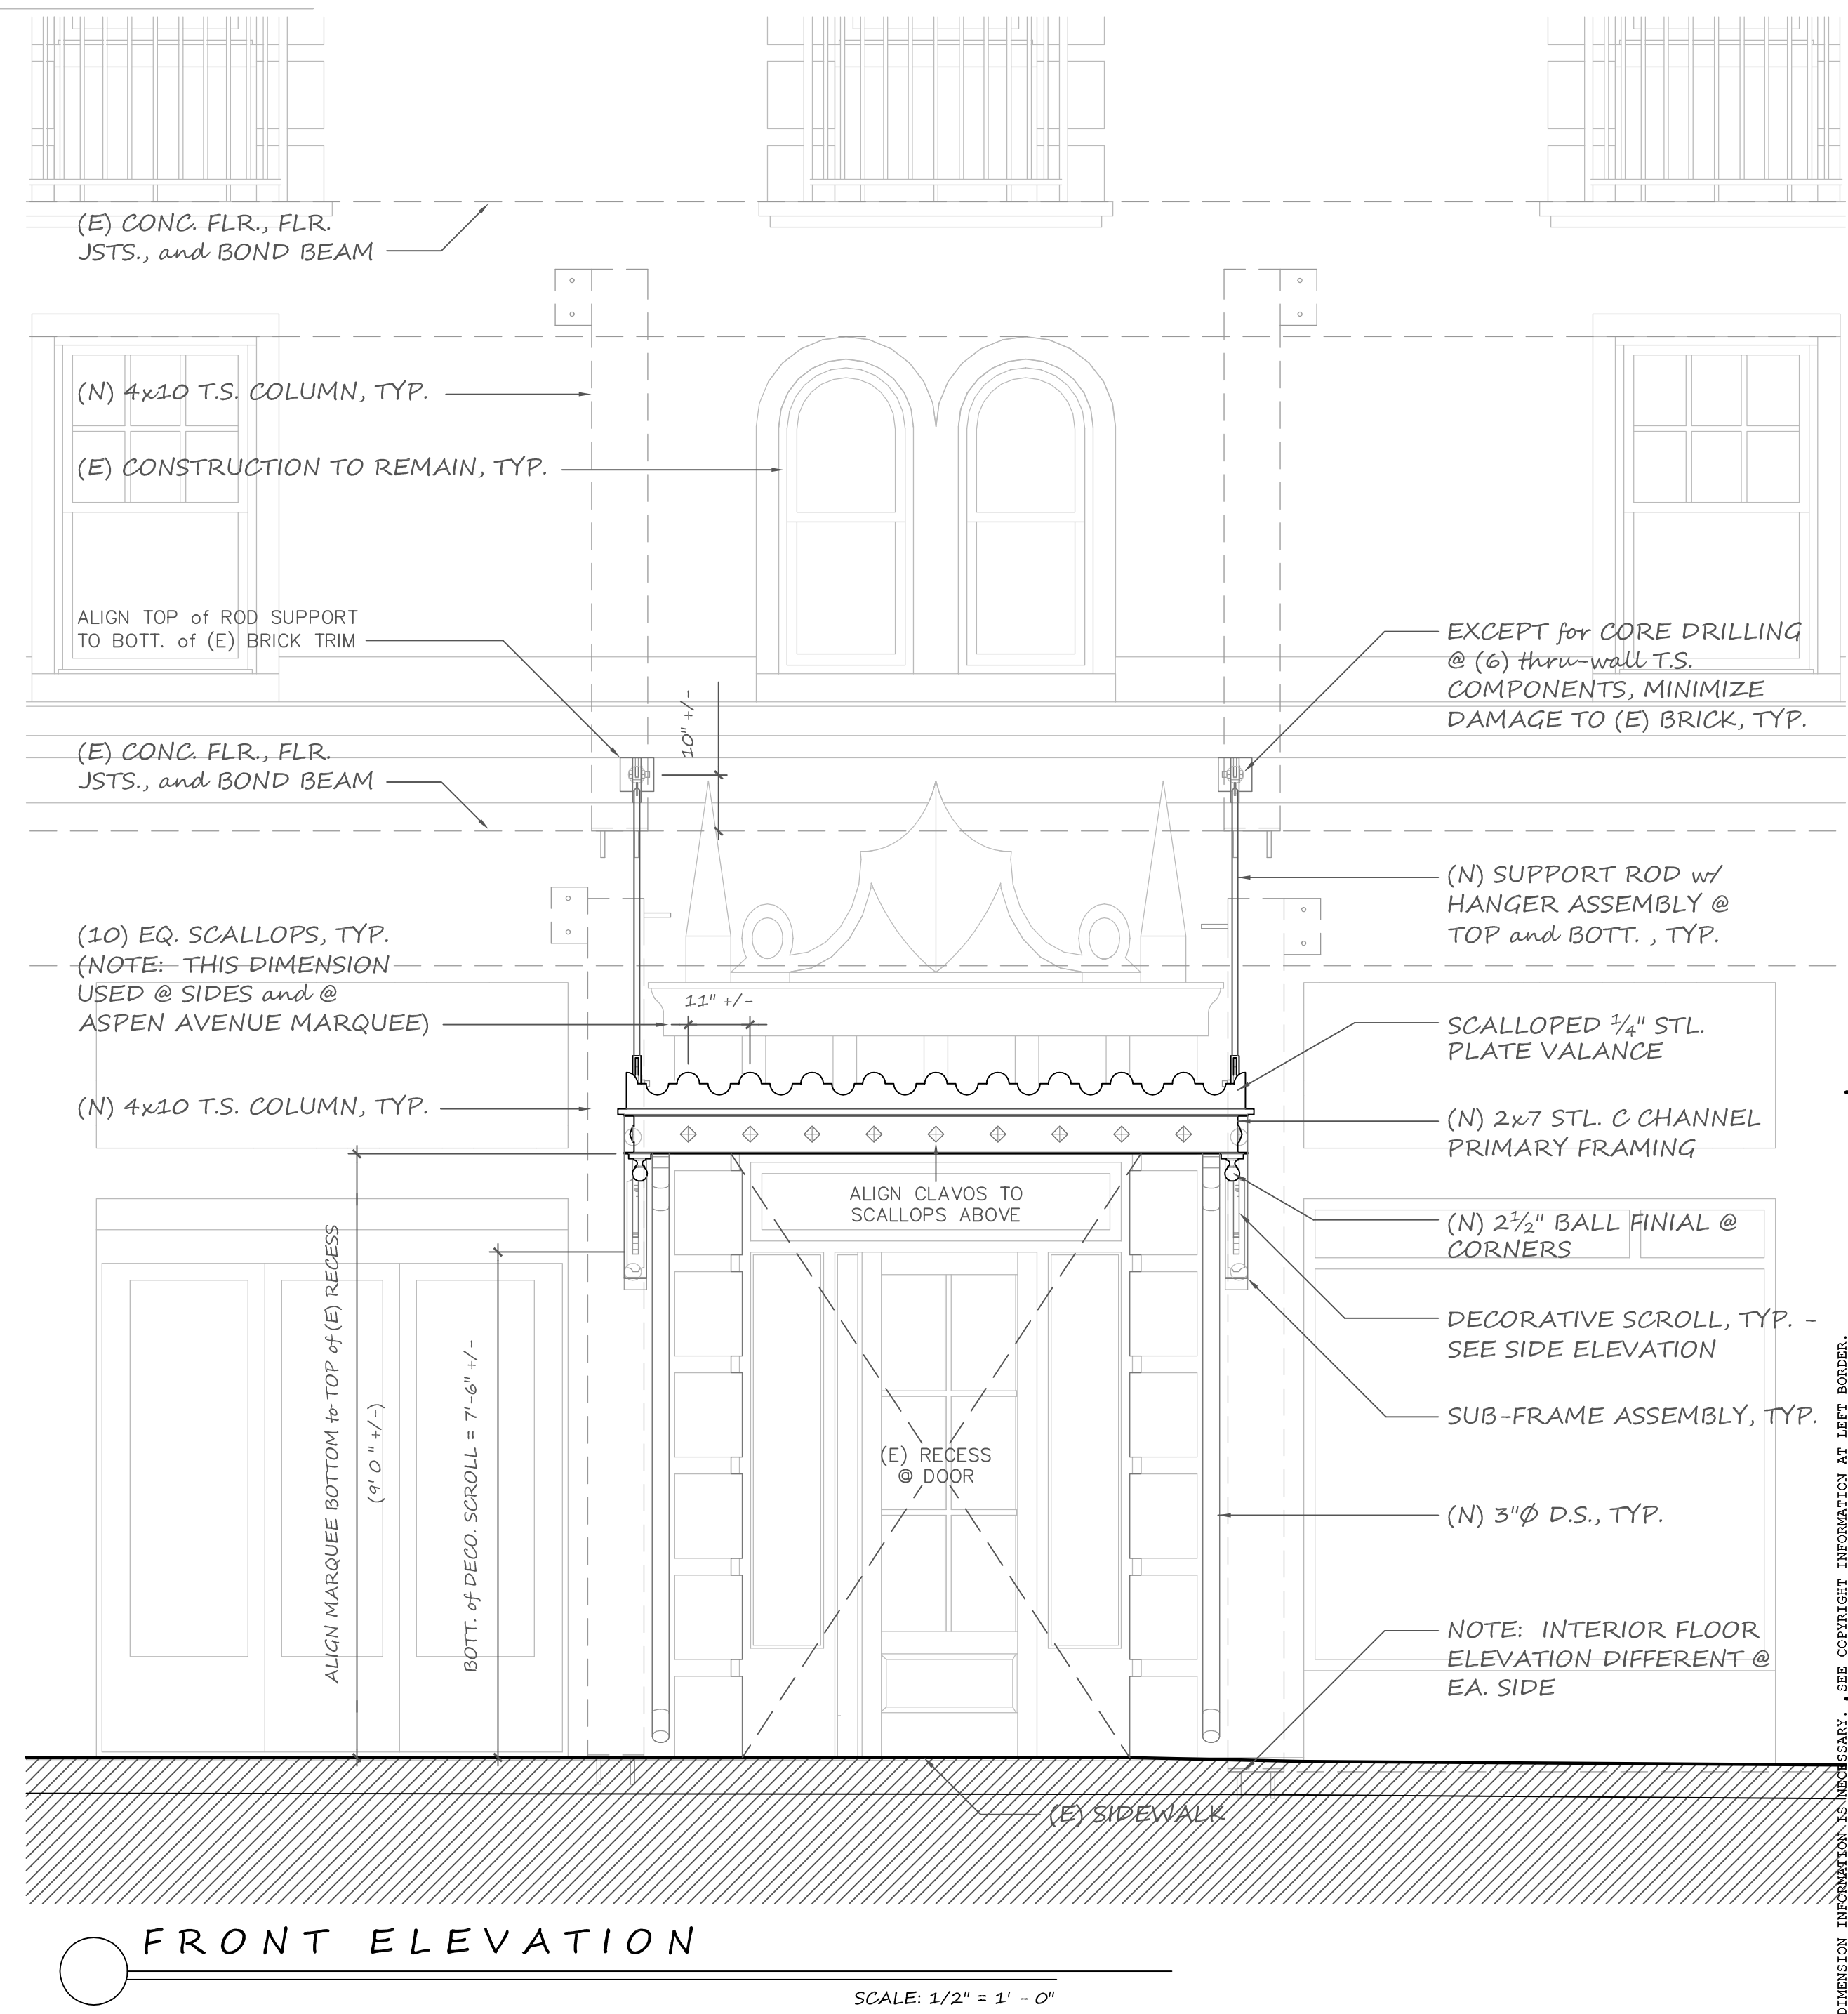 (E) CONC. FLR., FLR.
JSTS., and BOND BEAM
(N) 4x10 T.S. COLUMN, TYP.
(E) CONSTRUCTION TO REMAIN, TYP.
ALIGN TOP of ROD SUPPORT
TO BOTT. of (E) BRICK TRIM
10" +/-
EXCEPT for CORE DRILLING
@ (6) thru-wall T.S.
COMPONENTS, MINIMIZE
DAMAGE TO (E) BRICK, TYP.
(E) CONC. FLR., FLR.
JSTS., and BOND BEAM
(N) SUPPORT ROD w/
HANGER ASSEMBLY @
TOP and BOTT. , TYP.
(10) EQ. SCALLOPS, TYP.
(NOTE: THIS DIMENSION
USED @ SIDES and @
ASPEN AVENUE MARQUEE)
11" +/-
SCALLOPED 1/4" STL.
PLATE VALANCE
(N) 4x10 T.S. COLUMN, TYP.
(N) 2x7 STL. C CHANNEL
PRIMARY FRAMING
ALIGN CLAVOS TO
SCALLOPS ABOVE
(N) 2 1/2" BALL FINIAL @
CORNERS
ALIGN MARQUEE BOTTOM to TOP of (E) RECESS
(9' 0" +/-)
BOTT. of DECO. SCROLL = 7'-6" +/-
DECORATIVE SCROLL, TYP. -
SEE SIDE ELEVATION
SUB-FRAME ASSEMBLY, TYP.
(E) RECESS
@ DOOR
(N) 3"Ø D.S., TYP.
NOTE: INTERIOR FLOOR
ELEVATION DIFFERENT @
EA. SIDE
(E) SIDEWALK
FRONT ELEVATION
SCALE: 1/2" = 1' - 0"
DIMENSION INFORMATION IS NECESSARY. • SEE COPYRIGHT INFOMATION AT LEFT BORDER.